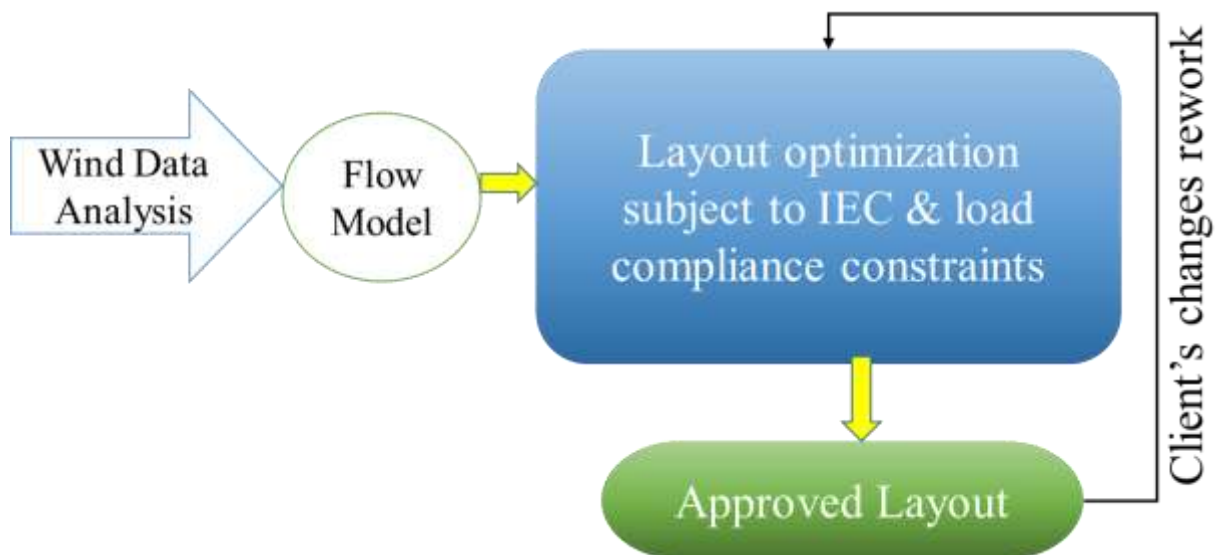 Wind Data
Analysis
Flow
Model
Layout optimization
subject to IEC & load
compliance constraints
Approved Layout
Client’s changes rework